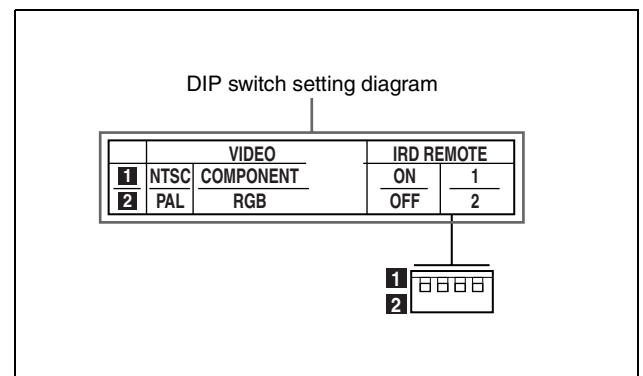 DIP switch setting diagram
VIDEO IRD REMOTE
1 NTSC COMPONENT ON 1
2 PAL RGB OFF 2
1
2